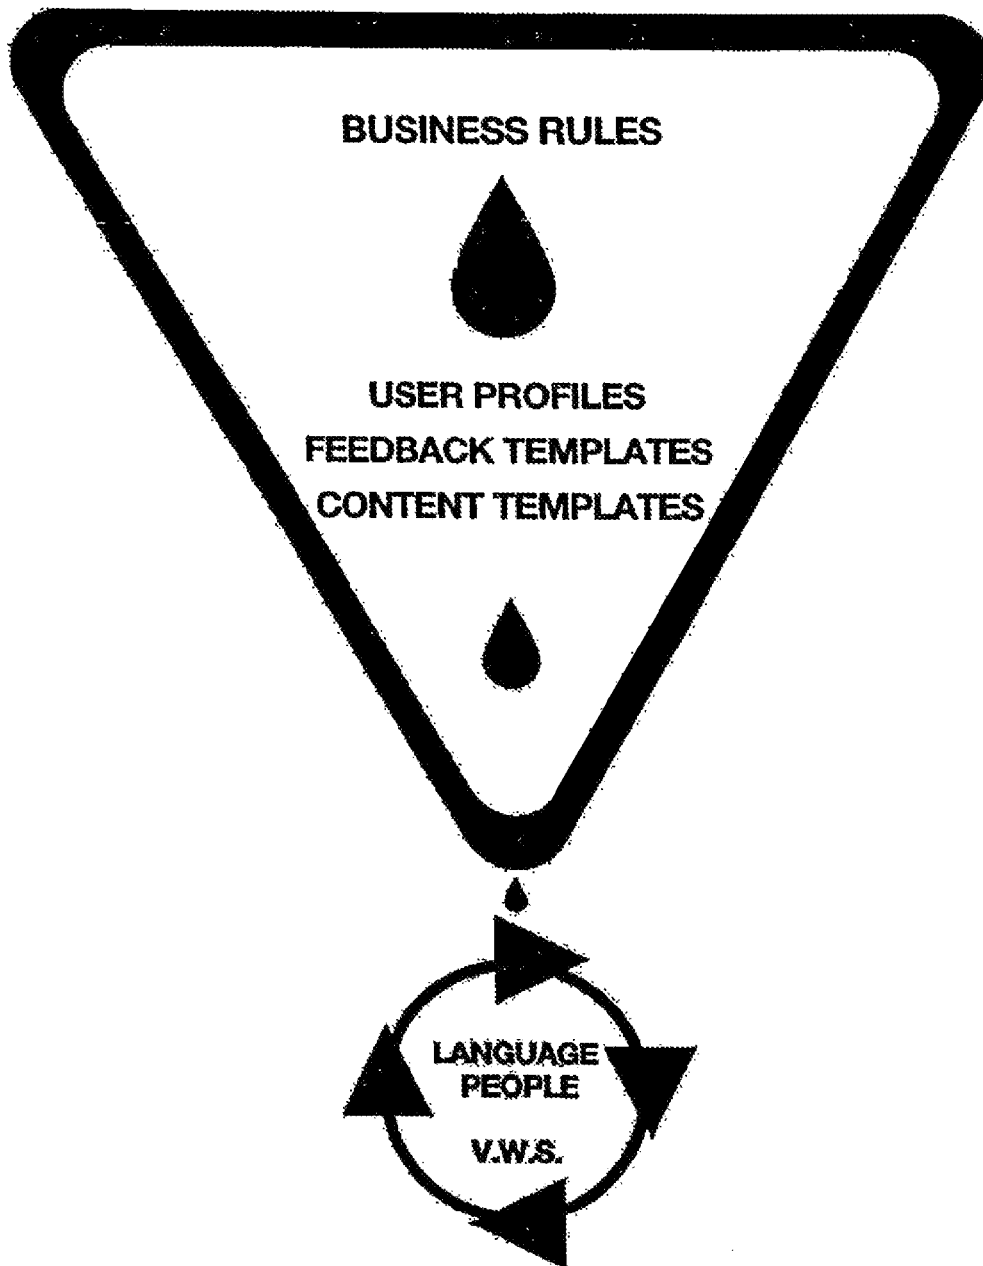 BUSINESS RULES
USER PROFILES
FEEDBACK TEMPLATES
CONTENT TEMPLATES
LANGUAGE
PEOPLE
V.W.S.